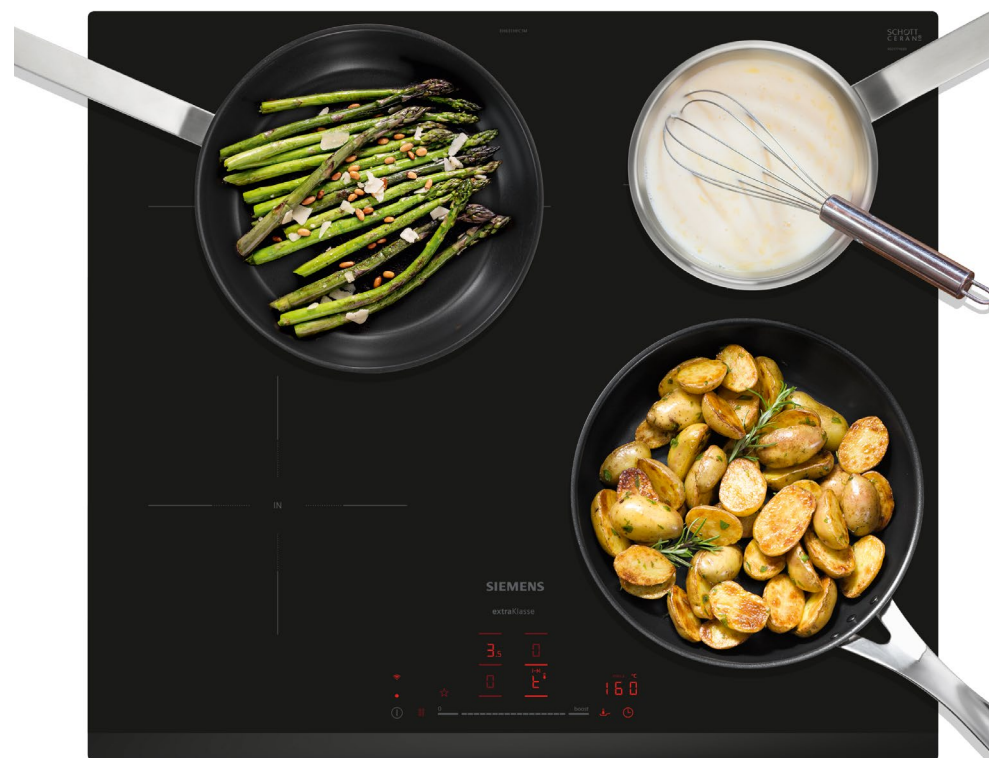 SCHOTT
CERAN®
IN
SIEMENS
extraKlasse
3.5 0
0 t
160 °C
0 boost